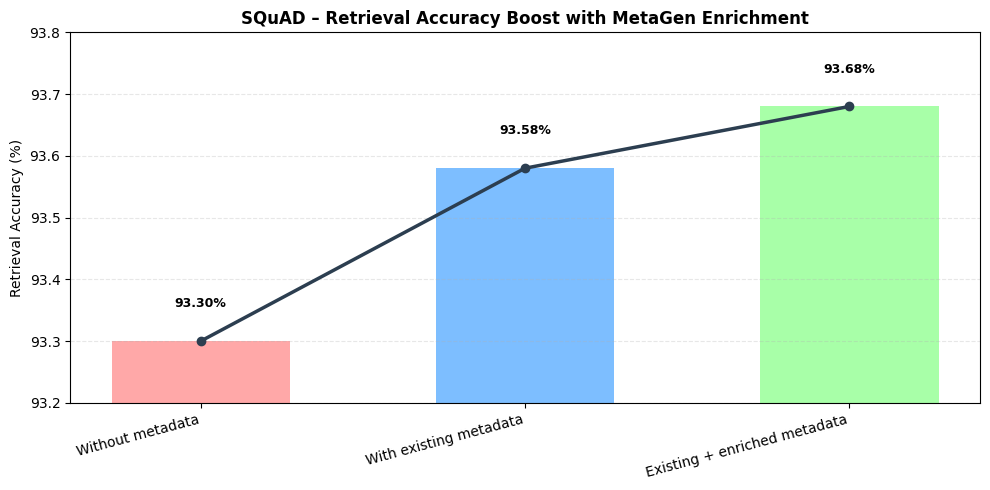 SQuAD – Retrieval Accuracy Boost with MetaGen Enrichment
Retrieval Accuracy (%)
93.8
93.7
93.6
93.5
93.4
93.3
93.2
93.30%
93.58%
93.68%
Without metadata
With existing metadata
Existing + enriched metadata